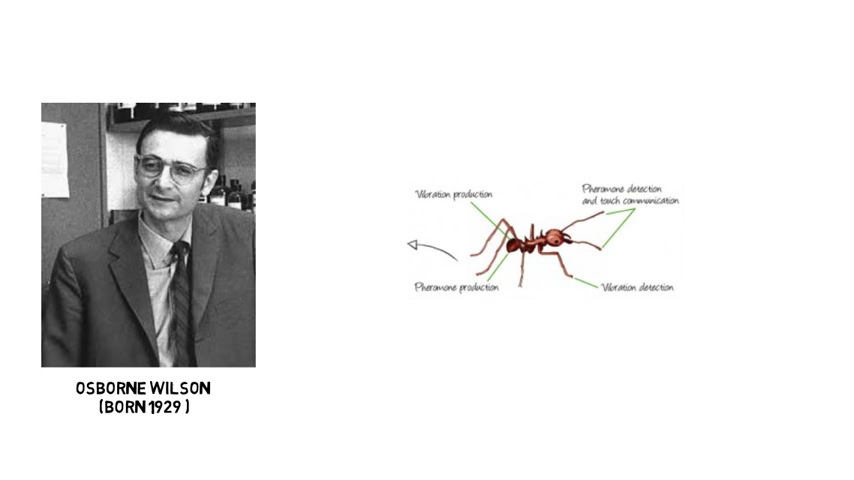 Vibration production
Pheromone detection
and touch communication
Pheromone production
Vibration detection
OSBORNE WILSON
(BORN 1929 )